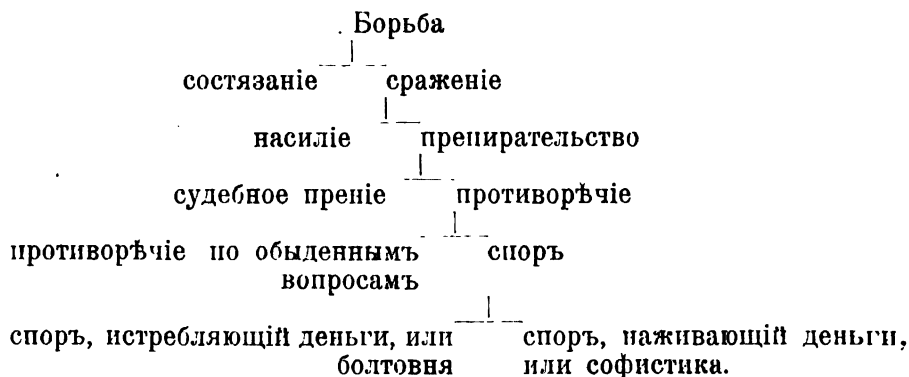 Борьба
состязаніе сраженіе
насиліе препирательство
судебное преніе противорѣчіе
противорѣчіе по обыденнымъ споръ
вопросамъ
споръ, истребляющій деньги, или споръ, наживающій деньги,
болтовня или софистика.